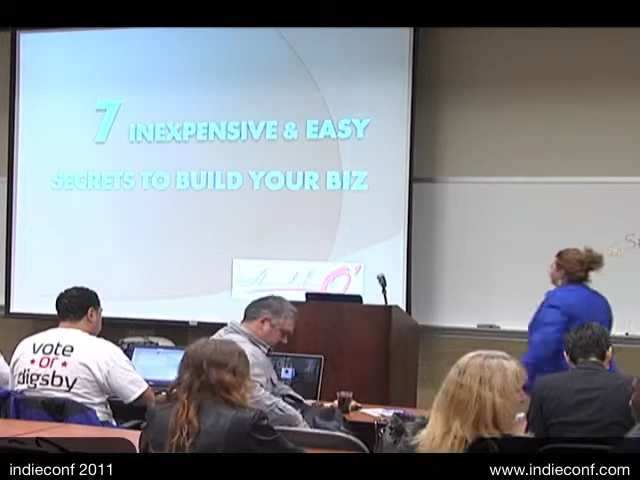 7 INEXPENSIVE & EASY
SECRETS TO BUILD YOUR BIZ
vote
or
digsby
indieconf 2011
www.indieconf.com